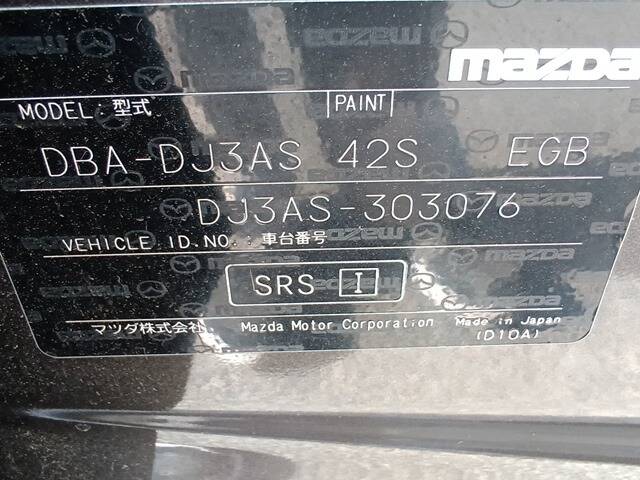 mazda
MODEL : 型式 PAINT
DBA-DJ3AS 42S EGB
DJ3AS-303076
VEHICLE I.D.NO. : 車台番号
SRS I
マツダ株式会社 Mazda Motor Corporation Made in Japan
(D10A)